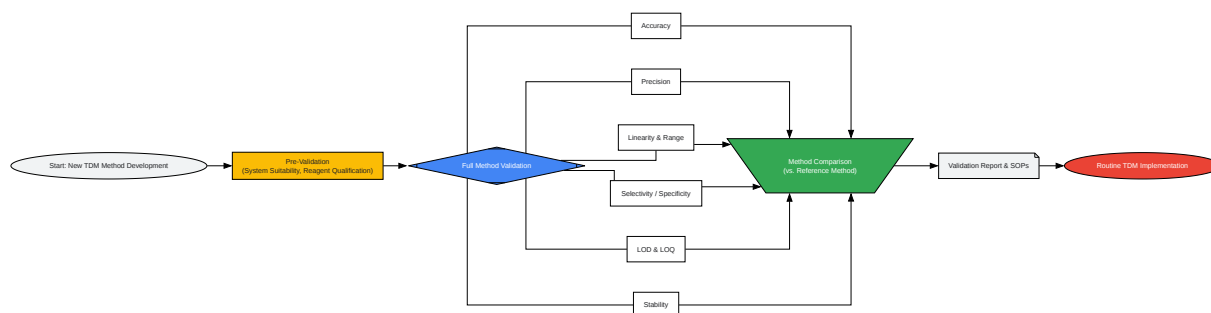 Accuracy
Precision
Linearity & Range
Start: New TDM Method Development
Pre-Validation
(System Suitability, Reagent Qualification)
Full Method Validation
Method Comparison
(vs. Reference Method)
Validation Report & SOPs
Routine TDM Implementation
Selectivity / Specificity
LOD & LOQ
Stability